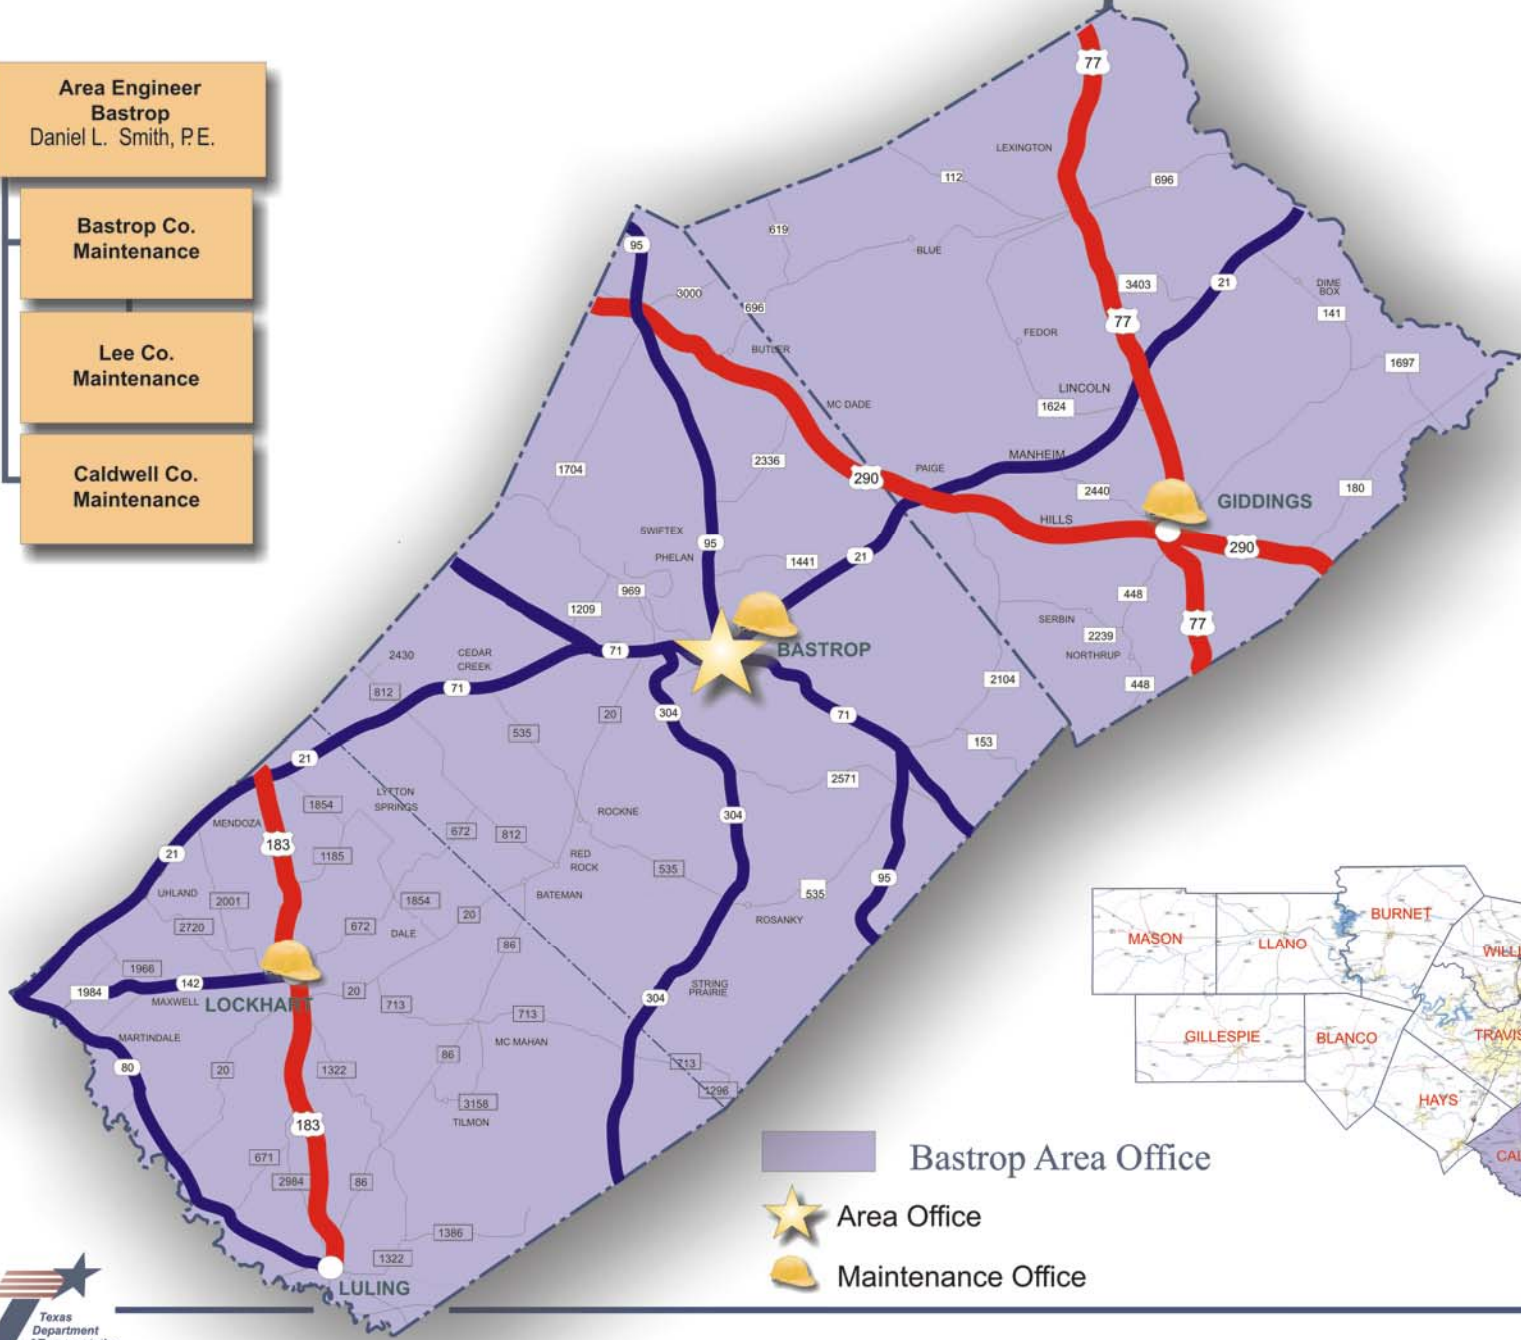 Area Engineer
Bastrop
Daniel L. Smith, P.E.
Bastrop Co.
Maintenance
Lee Co.
Maintenance
Caldwell Co.
Maintenance
77
LEXINGTON
112
696
619
95
BLUE
21
3403
DIME
BOX
3000
696
77
141
FEDOR
BUTLER
1697
LINCOLN
MC DADE
1624
MANHEIM
2336
PAIGE
1704
290
2440
180
GIDDINGS
HILLS
SWIFTEX
95
290
PHELAN
1441
21
969
448
1209
SERBIN
77
2239
71
BASTROP
NORTHRUP
2430
CEDAR
CREEK
2104
448
812
71
304
20
71
535
153
21
2571
LYTTON
SPRINGS
1854
ROCKNE
304
MENDOZA
672
812
183
21
1185
RED
ROCK
535
95
UHLAND
BATEMAN
535
2001
1854
20
ROSANKY
2720
672
DALE
86
1966
142
1984
20
STRING
PRAIRIE
MAXWELL
LOCKHART
713
304
713
MARTINDALE
MC MAHAN
86
713
80
20
1322
1296
3158
183
TILMON
671
2984
86
1386
1322
LULING
MASON
LLANO
BURNET
WILL
GILLESPIE
BLANCO
TRAVIS
HAYS
CAL
Bastrop Area Office
Area Office
Maintenance Office
Texas
Department